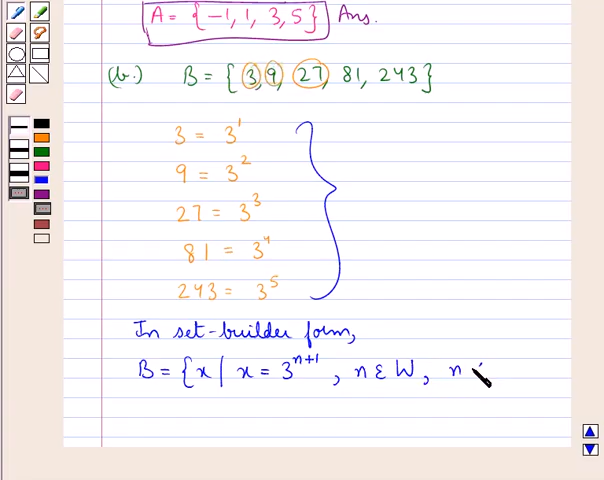 A = {-1, 1, 3, 5} Ans.
(b.) B = {3, 9, 27, 81, 243}
3 = 3¹
9 = 3²
27 = 3³
81 = 3⁴
243 = 3⁵
In set-builder form,
B = {x | x = 3ⁿ⁺¹, n ε W, n